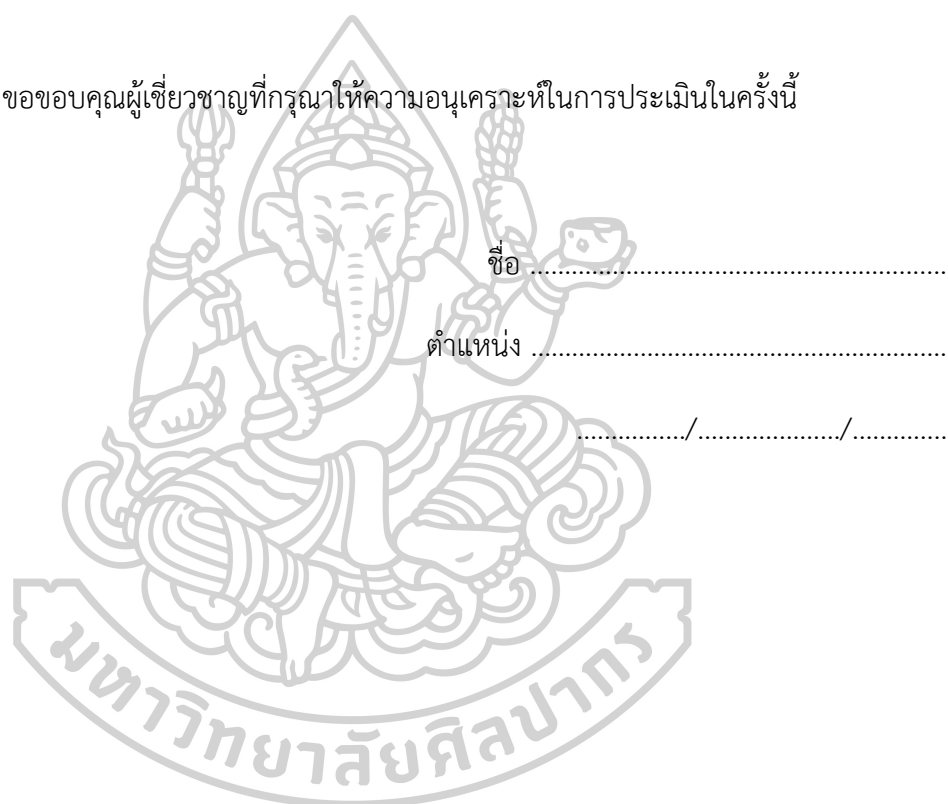 ขอขอบคุณผู้เชี่ยวชาญที่กรุณาให้ความอนุเคราะห์ในการประเมินในครั้งนี้
ชื่อ ..............................................................
ตำแหน่ง ..............................................................
................/...................../..............
มหาวิทยาลัยศิลปากร